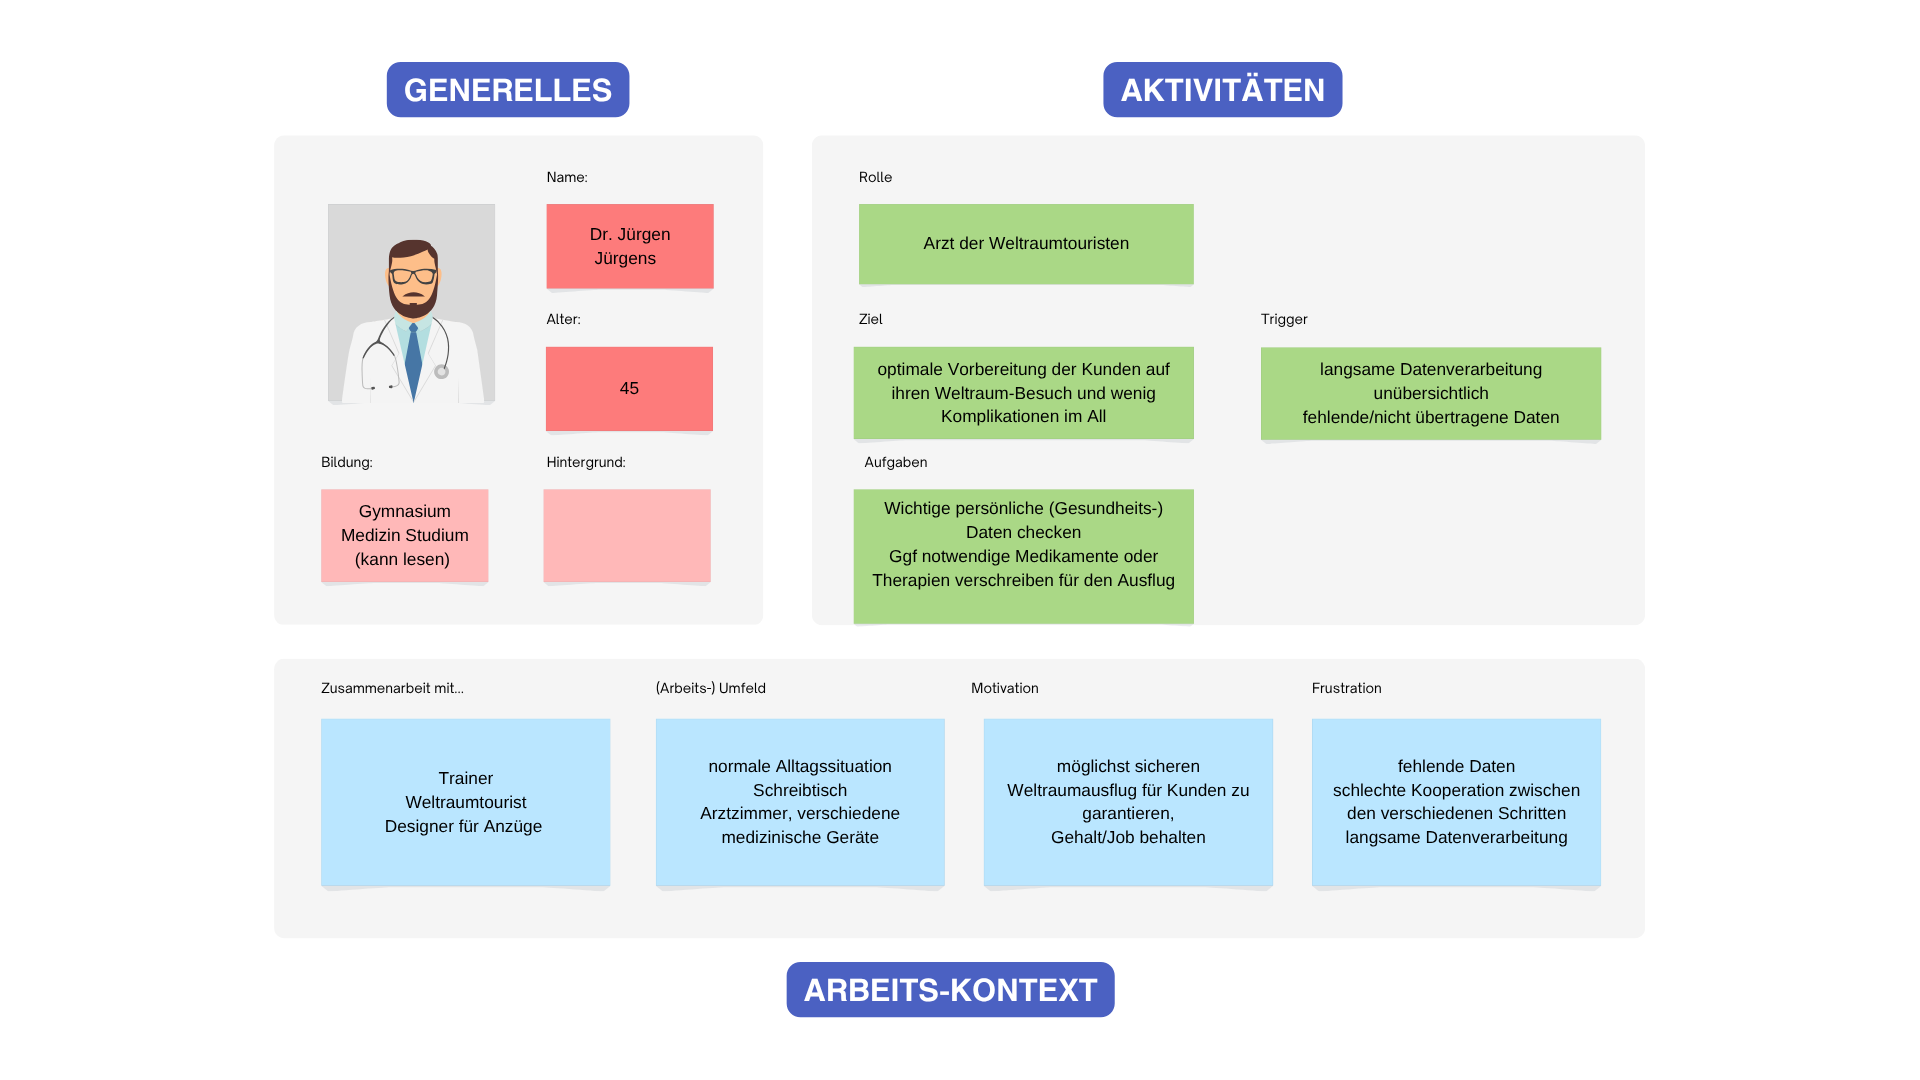 GENERELLES
Name:
Dr. Jürgen
Jürgens
Alter:
45
Bildung:
Gymnasium
Medizin Studium
(kann lesen)
Hintergrund:
AKTIVITÄTEN
Rolle
Arzt der Weltraumtouristen
Ziel
optimale Vorbereitung der Kunden auf
ihren Weltraum-Besuch und wenig
Komplikationen im All
Trigger
langsame Datenverarbeitung
unübersichtlich
fehlende/nicht übertragene Daten
Aufgaben
Wichtige persönliche (Gesundheits-)
Daten checken
Ggf notwendige Medikamente oder
Therapien verschreiben für den Ausflug
Zusammenarbeit mit...
Trainer
Weltraumtourist
Designer für Anzüge
(Arbeits-) Umfeld
normale Alltagssituation
Schreibtisch
Arztzimmer, verschiedene
medizinische Geräte
Motivation
möglichst sicheren
Weltraumausflug für Kunden zu
garantieren,
Gehalt/Job behalten
Frustration
fehlende Daten
schlechte Kooperation zwischen
den verschiedenen Schritten
langsame Datenverarbeitung
ARBEITS-KONTEXT